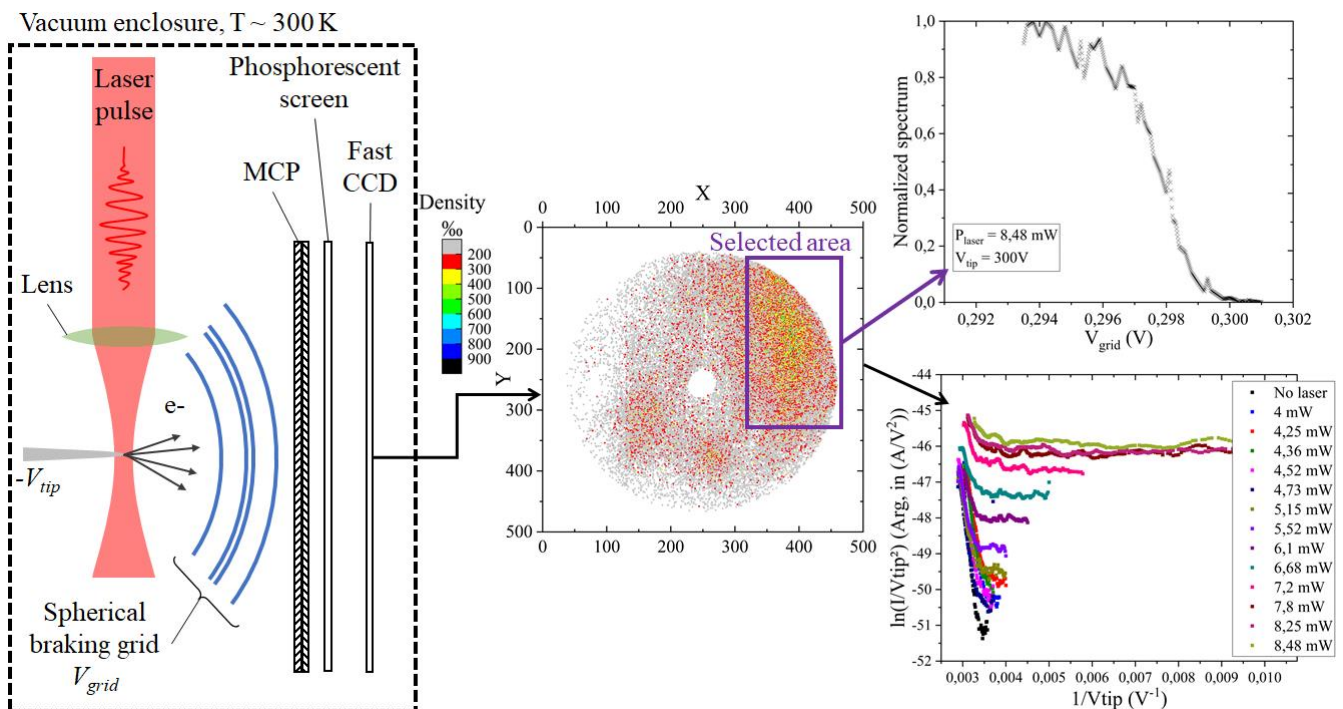 Vacuum enclosure, T ~ 300 K
Laser
pulse
Phosphorescent
screen
MCP
Fast
CCD
Lens
e-
-Vtip
Spherical
braking grid
Vgrid
Density
‰
200
300
400
500
600
700
800
900
X
0 100 200 300 400 500
Y
0
100
200
300
400
500
Selected area
0 100 200 300 400 500
Normalized spectrum
1,0
0,8
0,6
0,4
0,2
0,0
Plaser = 8,48 mW
Vtip = 300V
0,292 0,294 0,296 0,298 0,300 0,302
Vgrid (V)
ln(I/Vtip²) (Arg, in (A/V²))
-44
-45
-46
-47
-48
-49
-50
-51
-52
No laser
4 mW
4,25 mW
4,36 mW
4,52 mW
4,73 mW
5,15 mW
5,52 mW
6,1 mW
6,68 mW
7,2 mW
7,8 mW
8,25 mW
8,48 mW
0,003 0,004 0,005 0,006 0,007 0,008 0,009 0,010
1/Vtip (V-1)